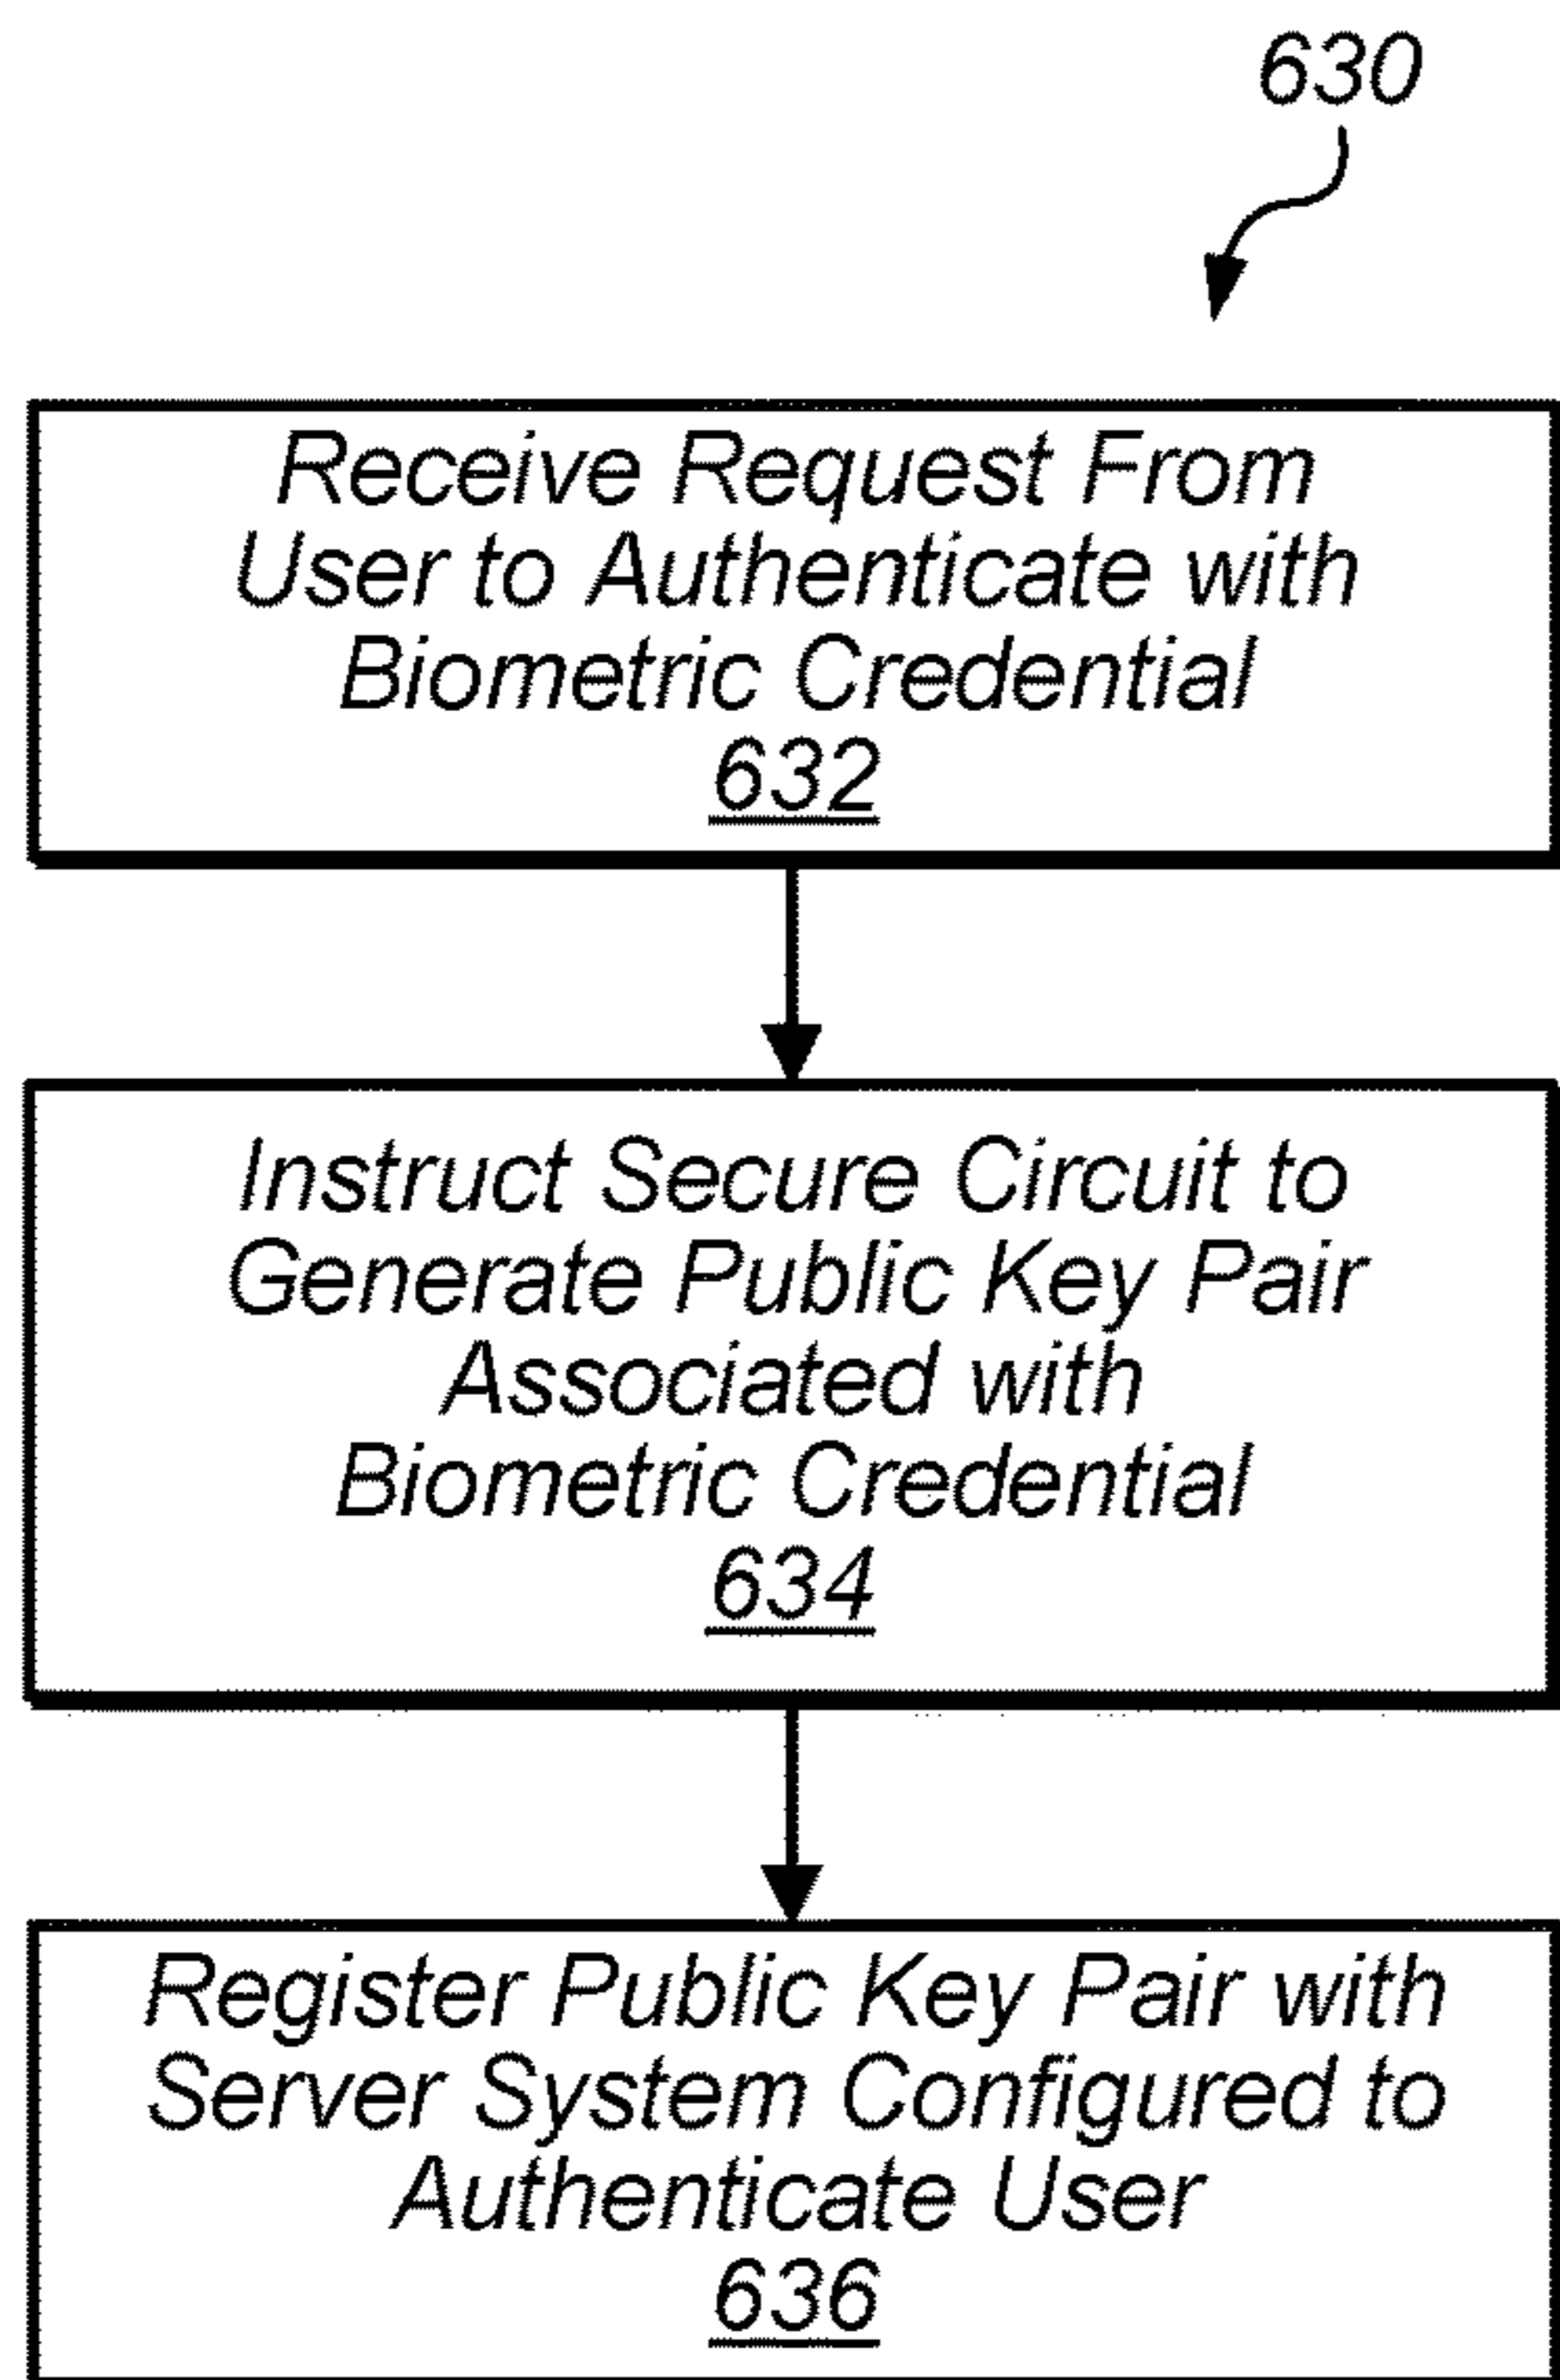 630
Receive Request From
User to Authenticate with
Biometric Credential
632
Instruct Secure Circuit to
Generate Public Key Pair
Associated with
Biometric Credential
634
Register Public Key Pair with
Server System Configured to
Authenticate User
636